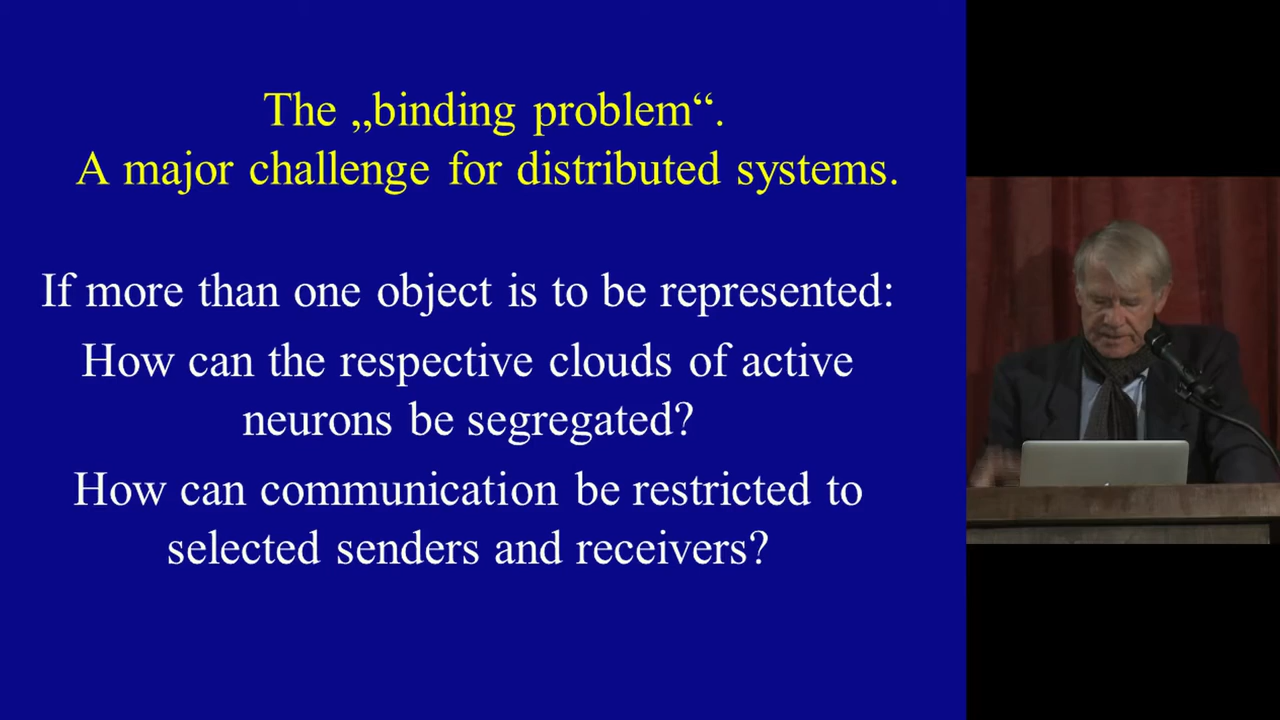 The „binding problem“.
A major challenge for distributed systems.
If more than one object is to be represented:
How can the respective clouds of active
neurons be segregated?
How can communication be restricted to
selected senders and receivers?